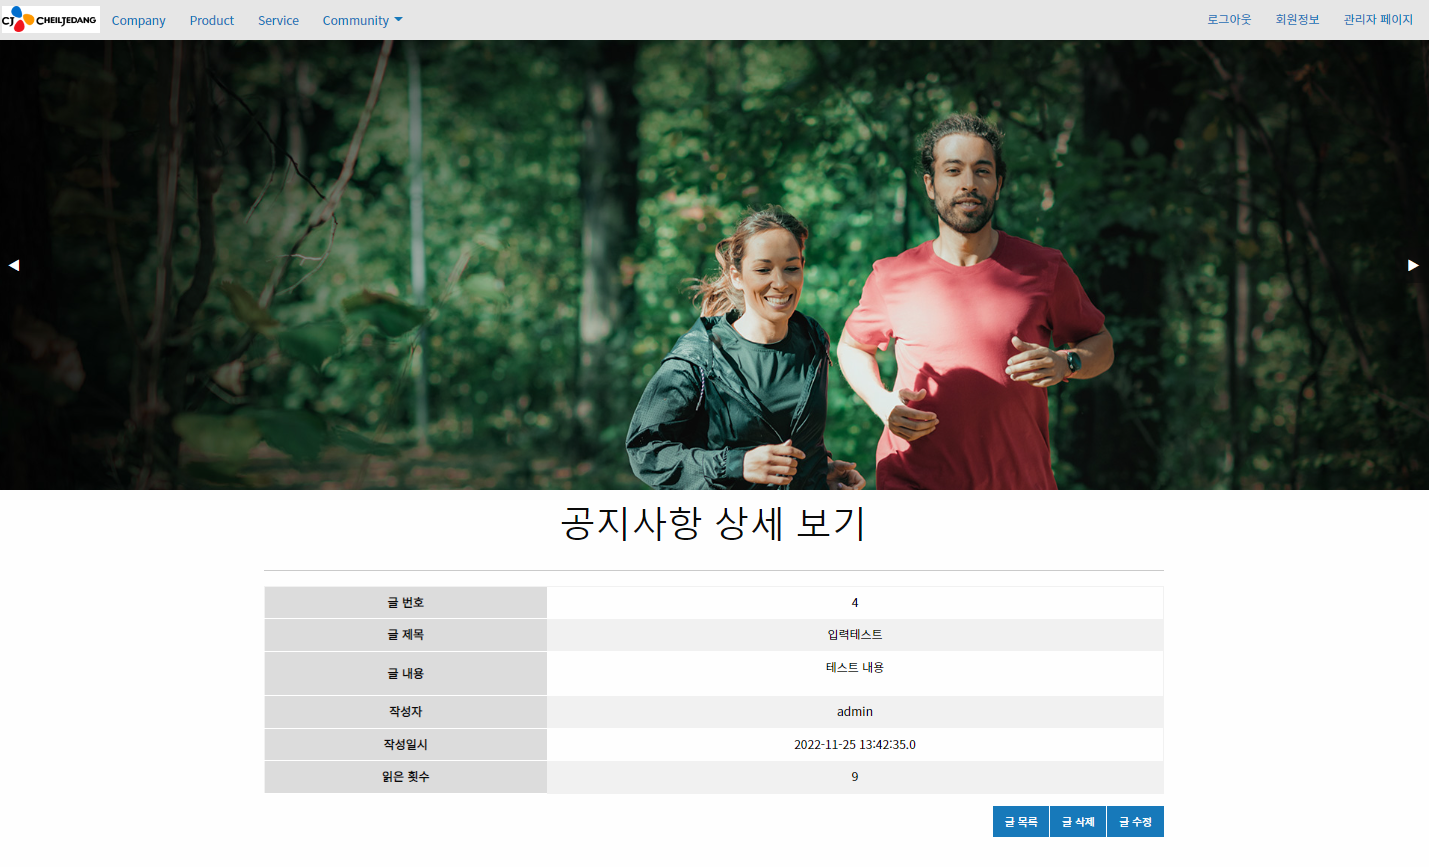 CJ CHEILJEDANG Company Product Service Community 로그아웃 회원정보 관리자 페이지
공지사항 상세 보기
글 번호 4
글 제목 입력테스트
글 내용 테스트 내용
작성자 admin
작성일시 2022-11-25 13:42:35.0
읽은 횟수 9
글 목록 글 삭제 글 수정